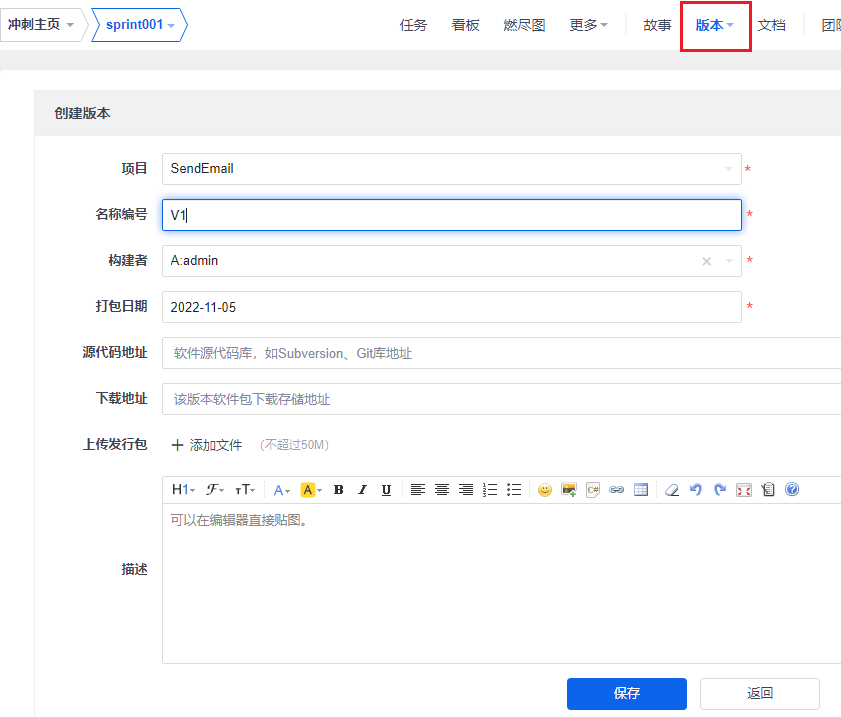 冲刺主页 sprint001 任务 看板 燃尽图 更多 故事 版本 文档
创建版本
项目 SendEmail *
名称编号 V1 *
构建者 A:admin *
打包日期 2022-11-05 *
源代码地址 软件源代码库，如Subversion、Git库地址
下载地址 该版本软件包下载存储地址
上传发行包 + 添加文件 (不超过50M)
H1 F TT A A B I U C#
可以在编辑器直接贴图。
描述
保存 返回